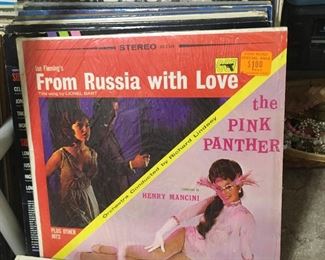 STEREO
Ian Fleming's
From Russia with Love
Title song by LIONEL BART
$1.00
the
PINK
PANTHER
Orchestra Conducted by Richard Lindsey
HENRY MANCINI
PLUS OTHER
HITS